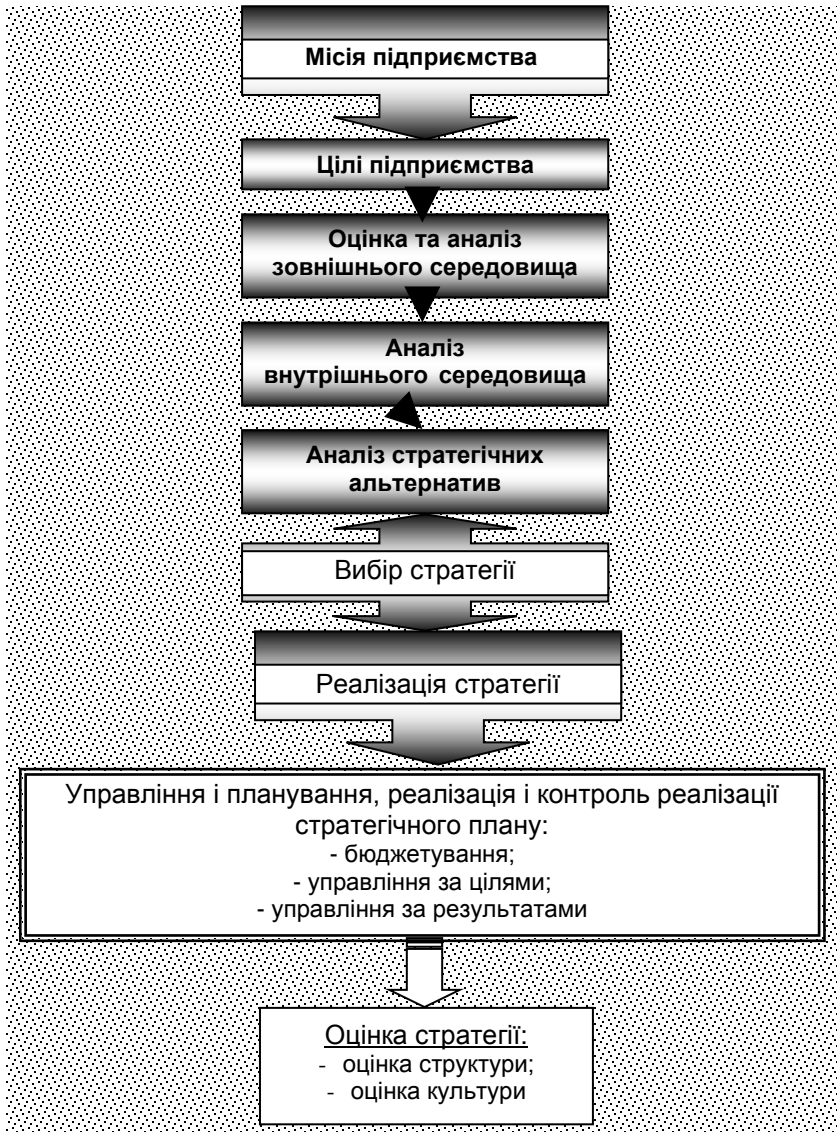 Місія підприємства
Цілі підприємства
Оцінка та аналіз
зовнішнього середовища
Аналіз
внутрішнього середовища
Аналіз стратегічних
альтернатив
Вибір стратегії
Реалізація стратегії
Управління і планування, реалізація і контроль реалізації
стратегічного плану:
- бюджетування;
- управління за цілями;
- управління за результатами
Оцінка стратегії:
- оцінка структури;
- оцінка культури